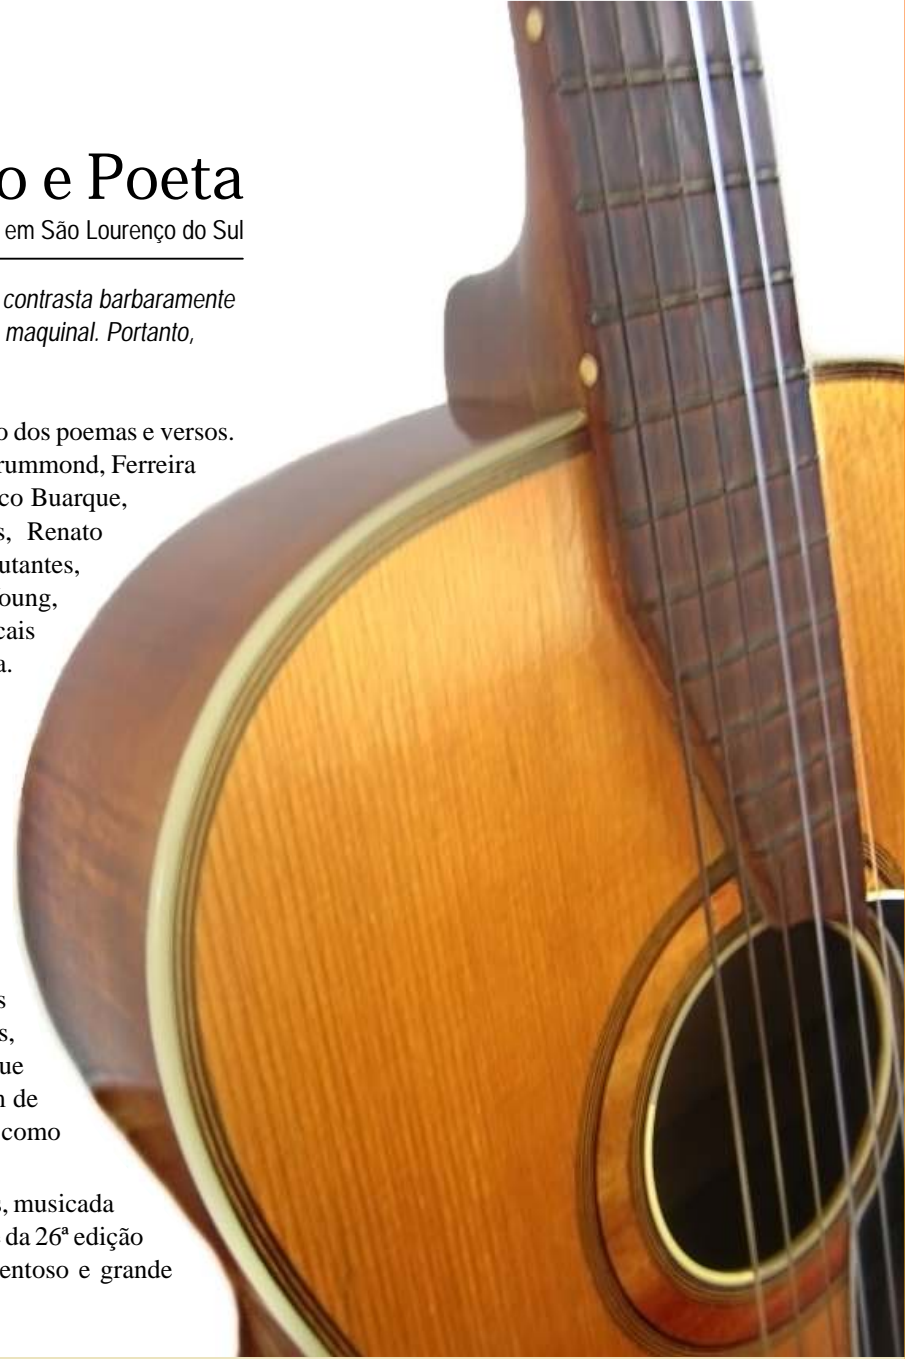 o e Poeta
em São Lourenço do Sul
contrasta barbaramente
maquinal. Portanto,
o dos poemas e versos.
rummond, Ferreira
co Buarque,
s, Renato
utantes,
oung,
cais
a.
s
s,
ue
n de
como
s, musicada
da 26ª edição
entoso e grande